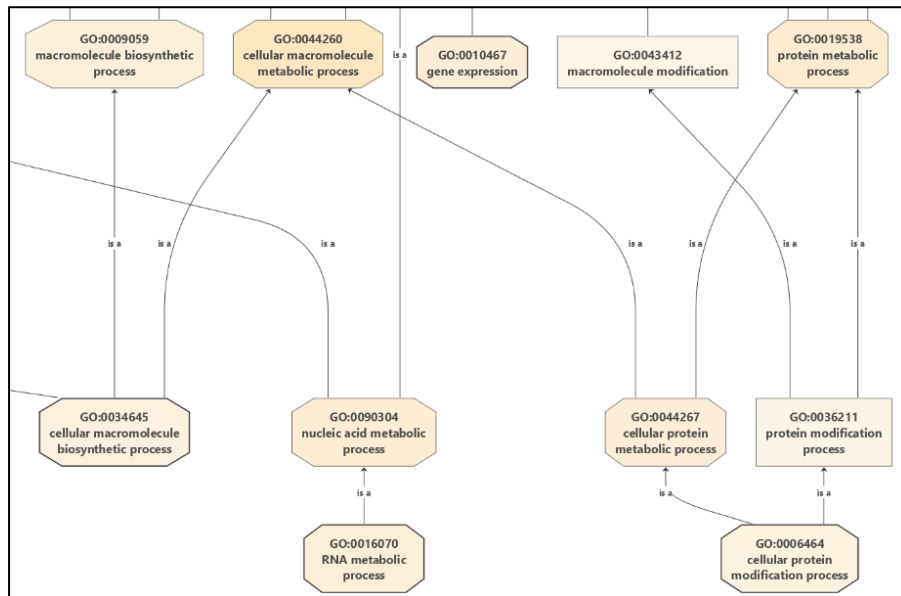 GO:0009059
macromolecule biosynthetic
process
GO:0044260
cellular macromolecule
metabolic process
is a
GO:0010467
gene expression
GO:0043412
macromolecule modification
GO:0019538
protein metabolic
process
is a
is a
is a
is a
is a
is a
is a
GO:0034645
cellular macromolecule
biosynthetic process
GO:0090304
nucleic acid metabolic
process
GO:0044267
cellular protein
metabolic process
GO:0036211
protein modification
process
is a
is a
is a
GO:0016070
RNA metabolic
process
GO:0006464
cellular protein
modification process